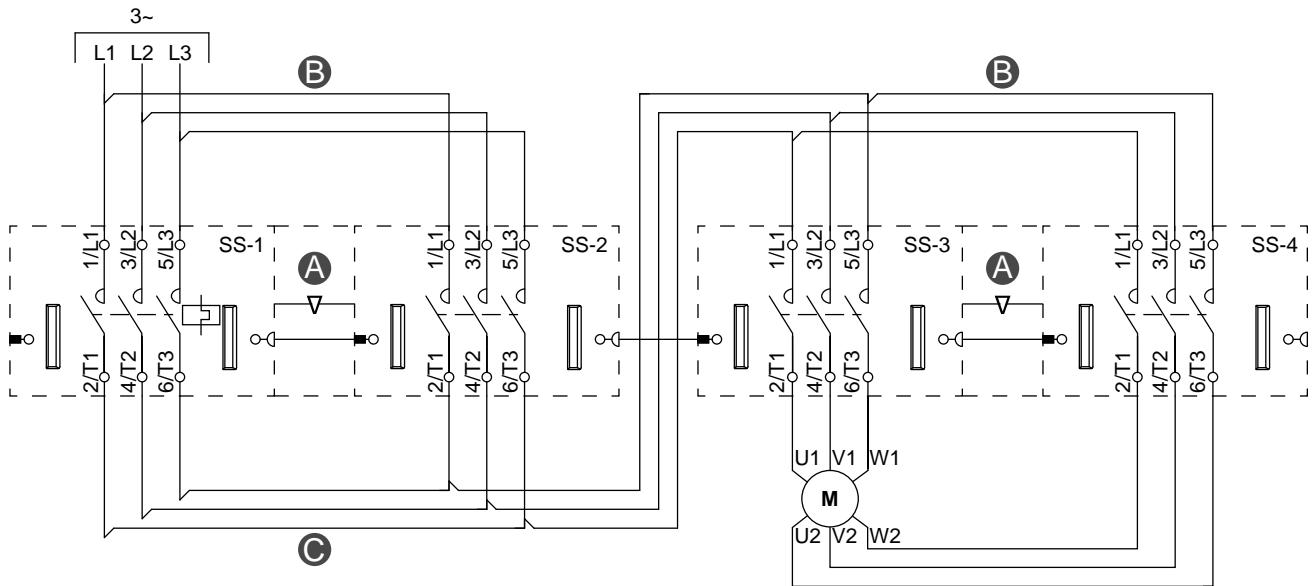 3~
L1 L2 L3
B B
1/L1 3/L2 5/L3 SS-1 1/L1 3/L2 5/L3 SS-2 1/L1 3/L2 5/L3 SS-3 1/L1 3/L2 5/L3 SS-4
A A
2/T1 4/T2 6/T3 2/T1 4/T2 6/T3 2/T1 4/T2 6/T3 2/T1 4/T2 6/T3
U1 V1 W1
M
U2 V2 W2
C